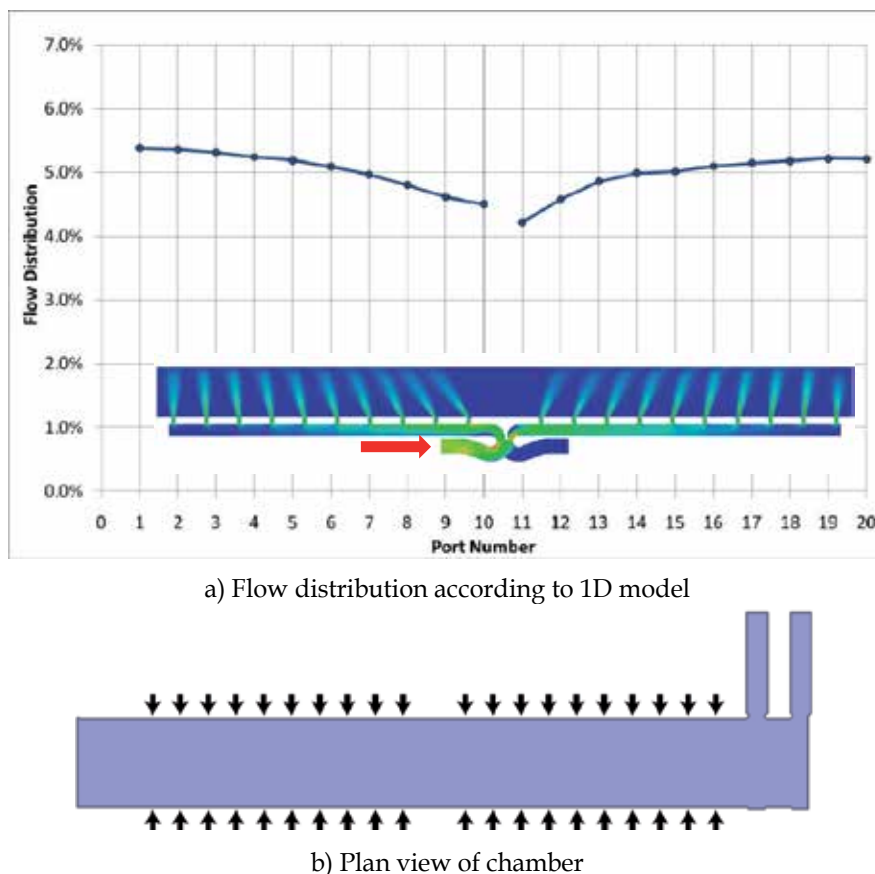 7.0%
6.0%
5.0%
4.0%
3.0%
2.0%
1.0%
0.0%
Flow Distribution
0 1 2 3 4 5 6 7 8 9 10 11 12 13 14 15 16 17 18 19 20
Port Number
a) Flow distribution according to 1D model
b) Plan view of chamber